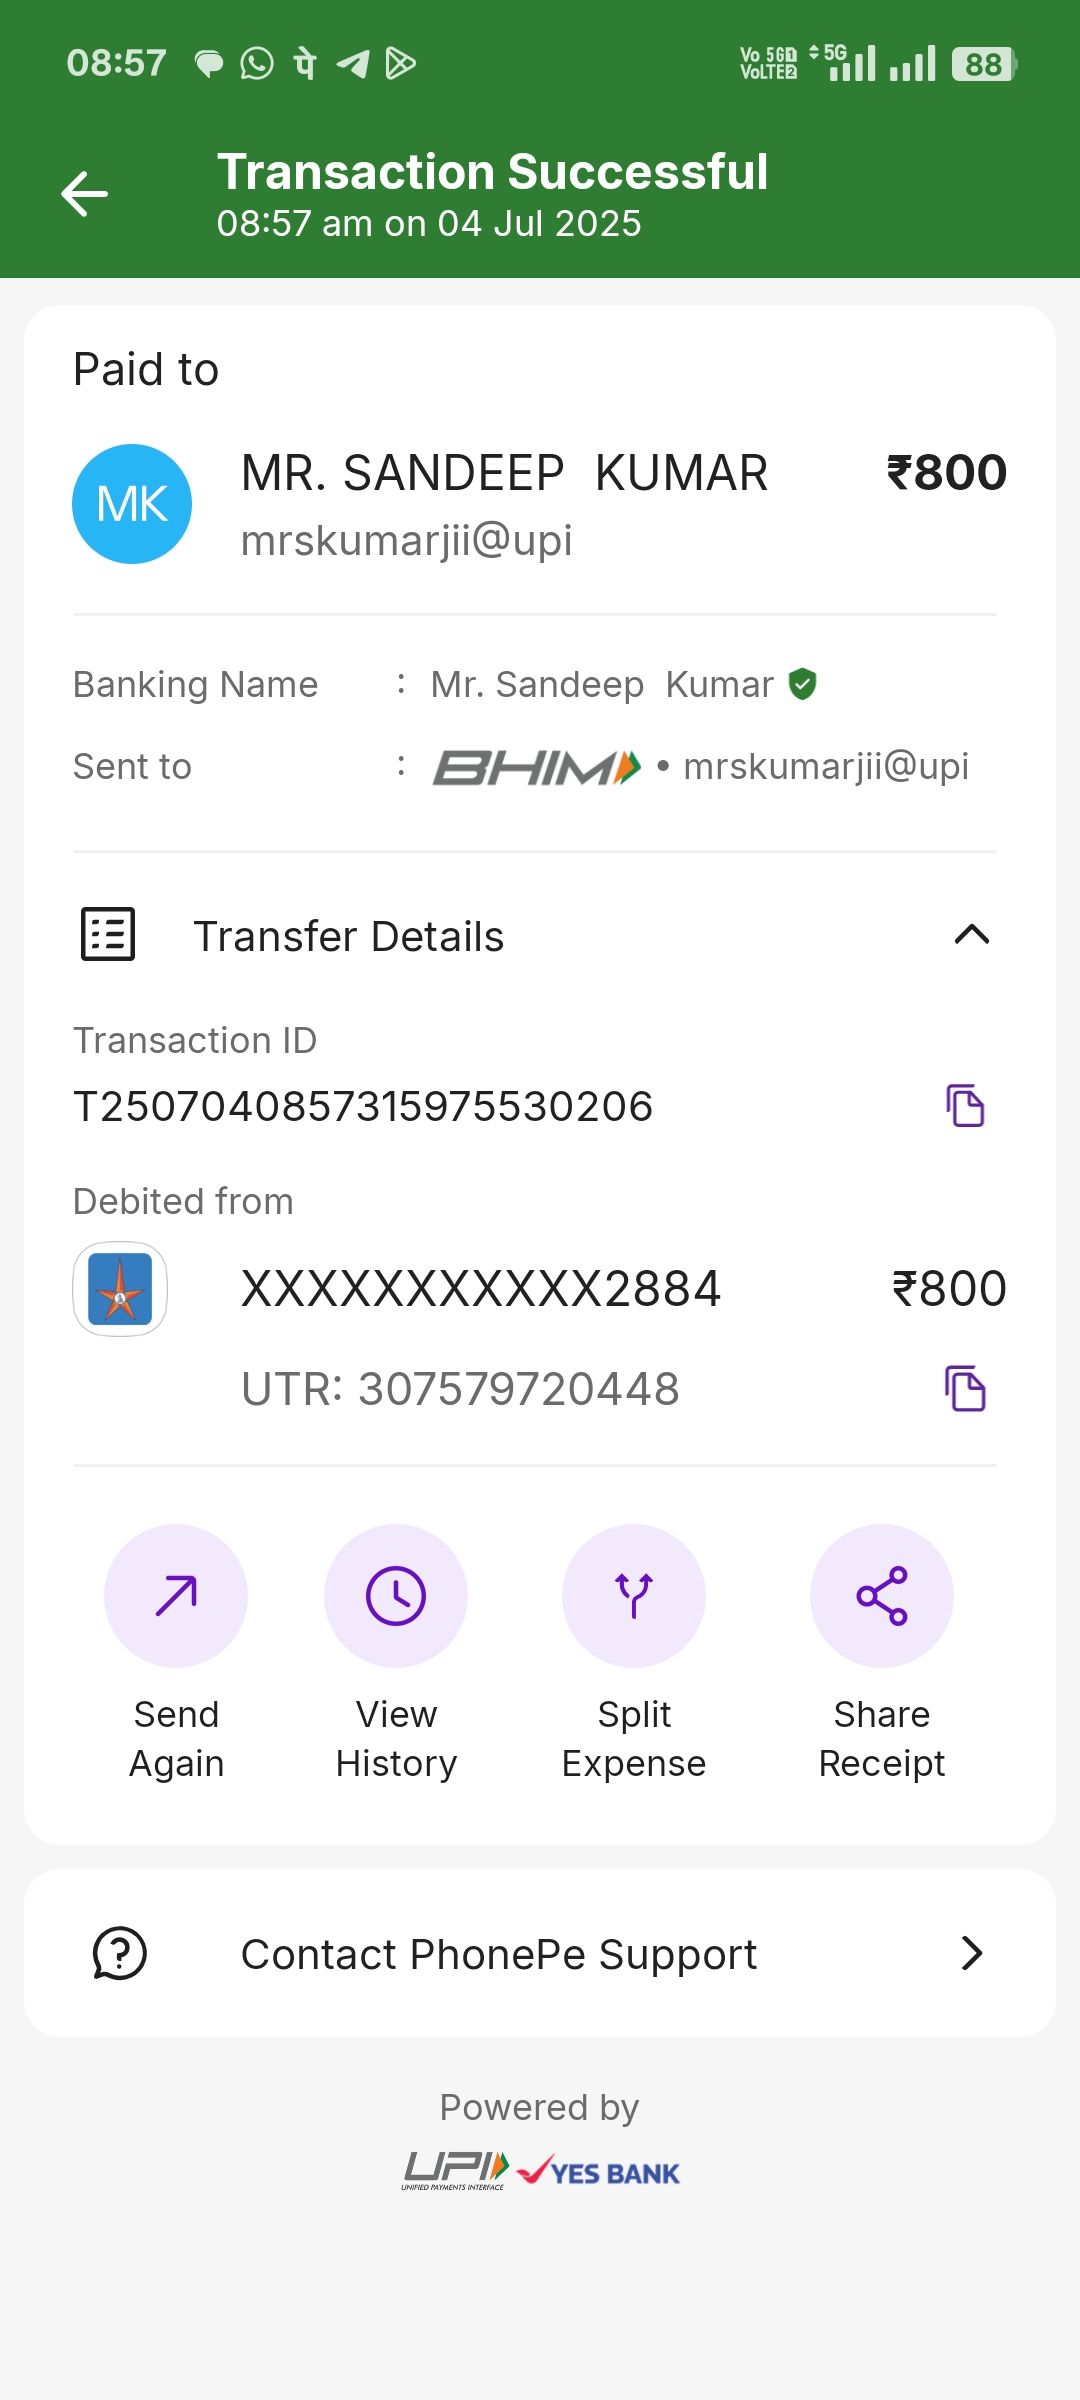 08:57 पे Vo 5G 1 VoLTE 2 5G 88
Transaction Successful
08:57 am on 04 Jul 2025
Paid to
MK MR. SANDEEP  KUMAR ₹800
mrskumarjii@upi
Banking Name : Mr. Sandeep  Kumar
Sent to : BHIM • mrskumarjii@upi
Transfer Details
Transaction ID
T2507040857315975530206
Debited from
XXXXXXXXXXX2884 ₹800
UTR: 307579720448
Send Again
View History
Split Expense
Share Receipt
Contact PhonePe Support
Powered by
UPI YES BANK
UNIFIED PAYMENTS INTERFACE